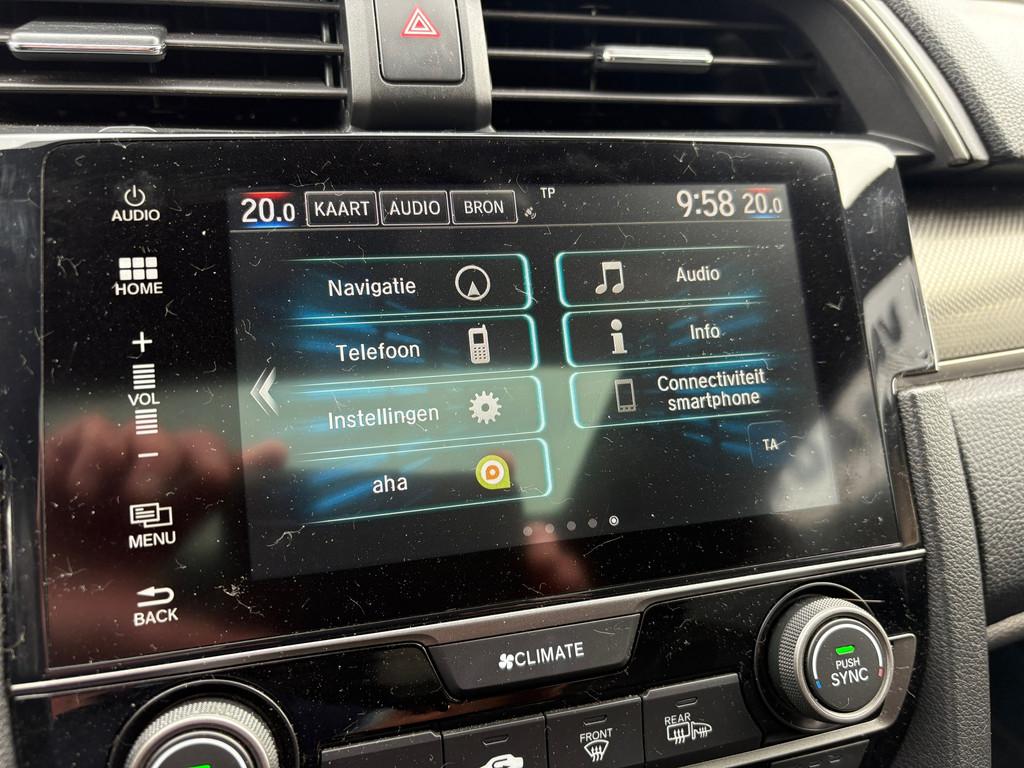 AUDIO
HOME
+
VOL
-
MENU
BACK
20.0
KAART
AUDIO
BRON
TP
9:58
20.0
Navigatie
Audio
Telefoon
Info
Instellingen
Connectiviteit
smartphone
aha
TA
CLIMATE
PUSH
SYNC
FRONT
REAR